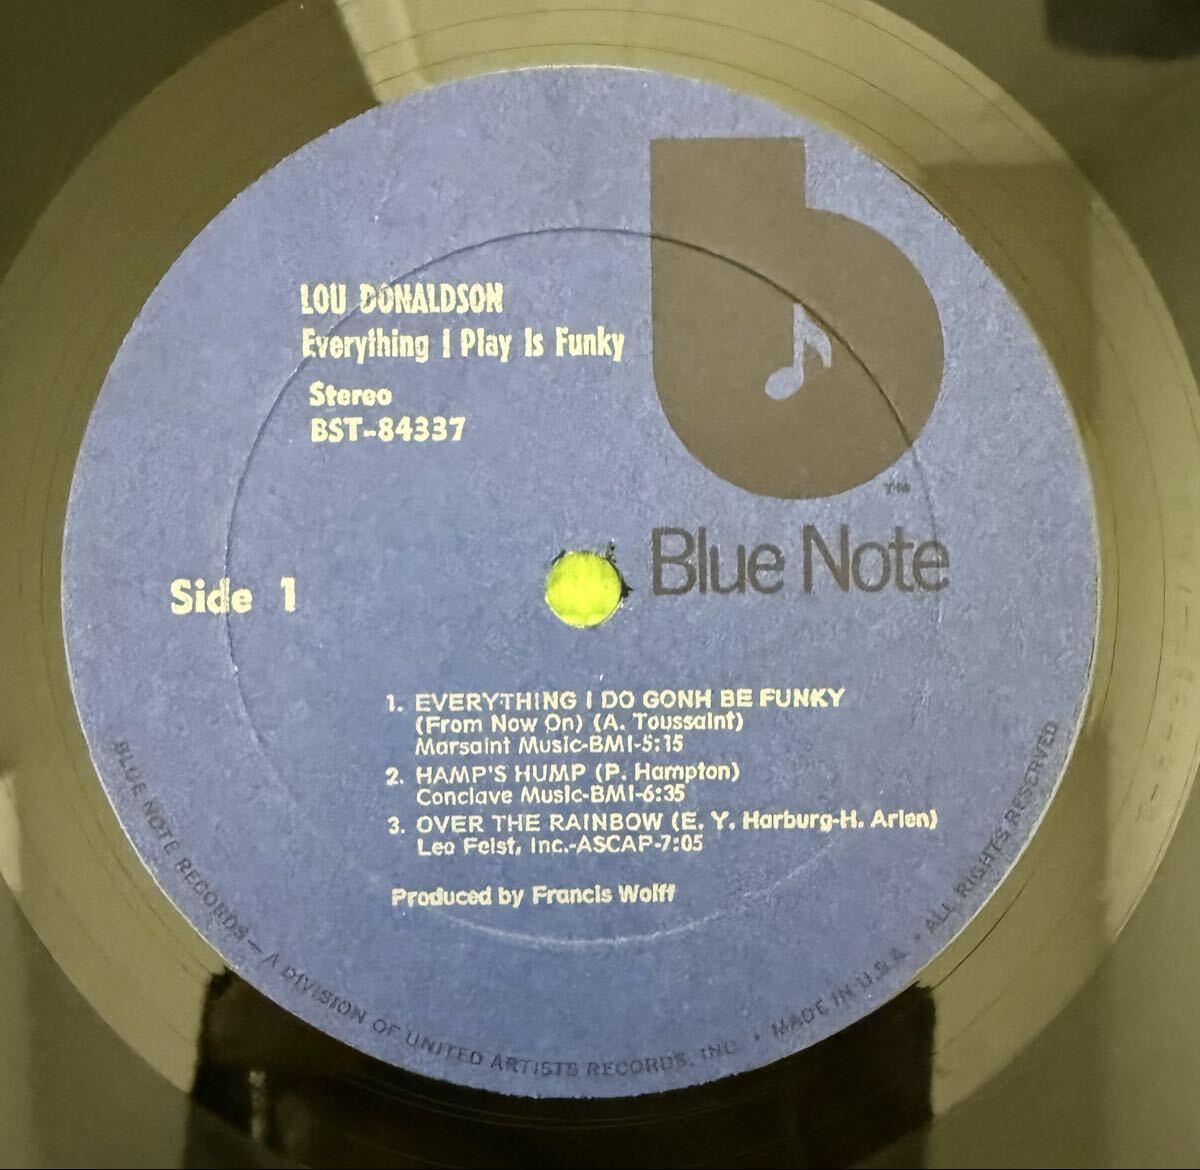 LOU DONALDSON
Everything I Play Is Funky
Stereo
BST-84337
TM
Blue Note
Side 1
1. EVERYTHING I DO GONH BE FUNKY
(From Now On) (A. Toussaint)
Marsaint Music-BMI-5:15
2. HAMP'S HUMP (P. Hampton)
Conclave Music-BMI-6:35
3. OVER THE RAINBOW (E. Y. Harburg-H. Arlen)
Leo Feist, Inc.-ASCAP-7:05
Produced by Francis Wolff
BLUE NOTE RECORDS — A DIVISION OF UNITED ARTISTS RECORDS, INC. • MADE IN U.S.A. • ALL RIGHTS RESERVED